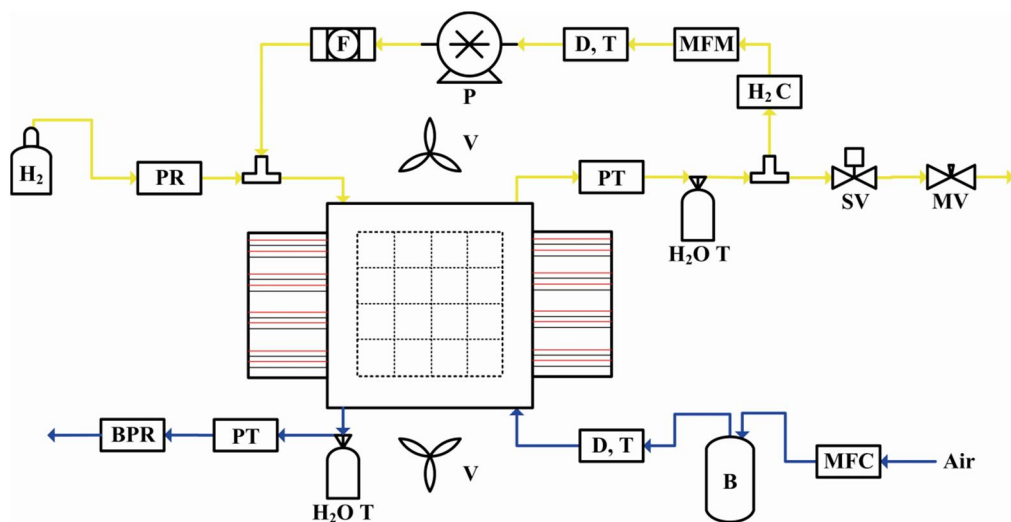 F
D, T
MFM
P
H₂ C
V
H₂
PR
PT
SV
MV
H₂O T
BPR
PT
D, T
V
B
MFC
Air
H₂O T